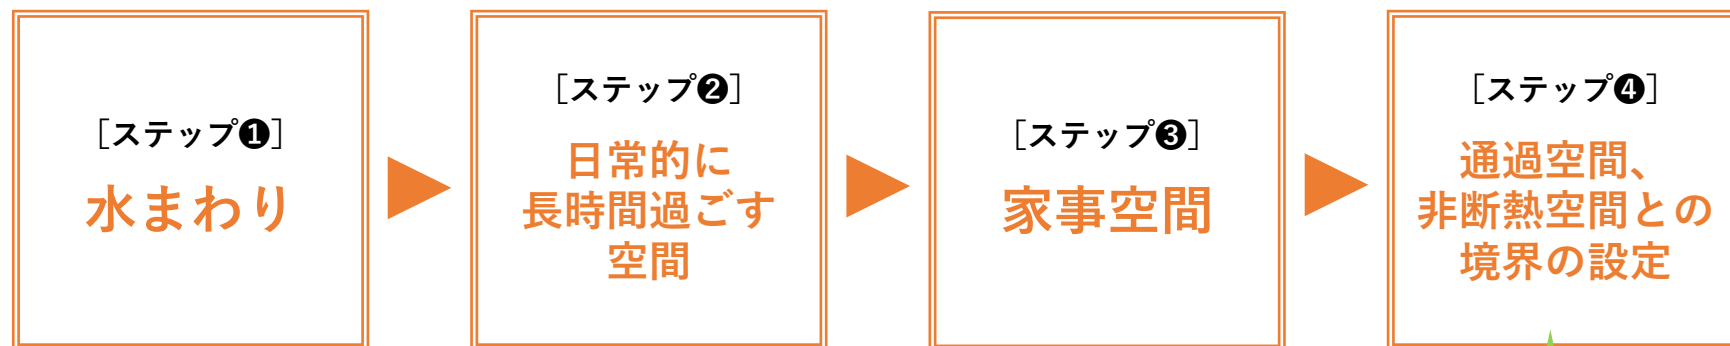 ［ステップ❶］
水まわり
［ステップ❷］
日常的に
長時間過ごす
空間
［ステップ❸］
家事空間
［ステップ❹］
通過空間、
非断熱空間との
境界の設定